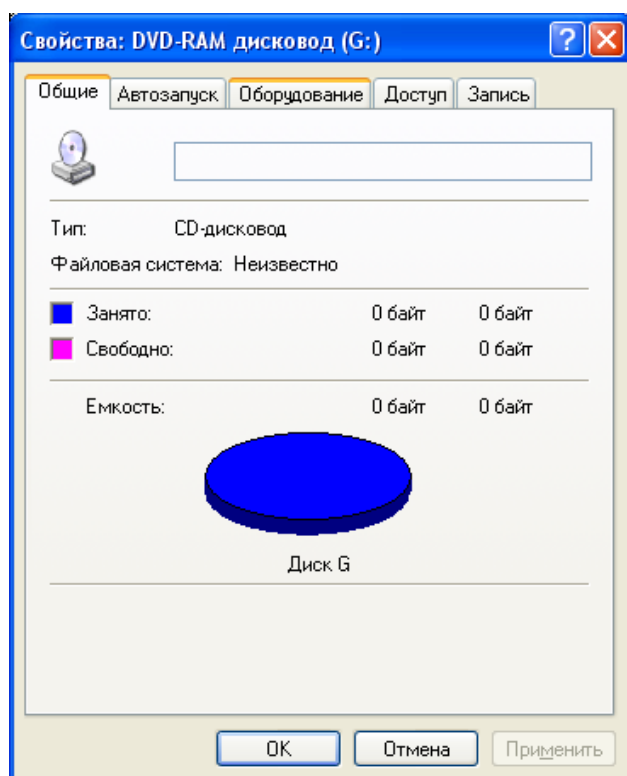 Свойства: DVD-RAM дисковод (G:)
Общие Автозапуск Оборудование Доступ Запись
Тип: CD-дисковод
Файловая система: Неизвестно
Занято: 0 байт 0 байт
Свободно: 0 байт 0 байт
Емкость: 0 байт 0 байт
Диск G
ОК Отмена Применить